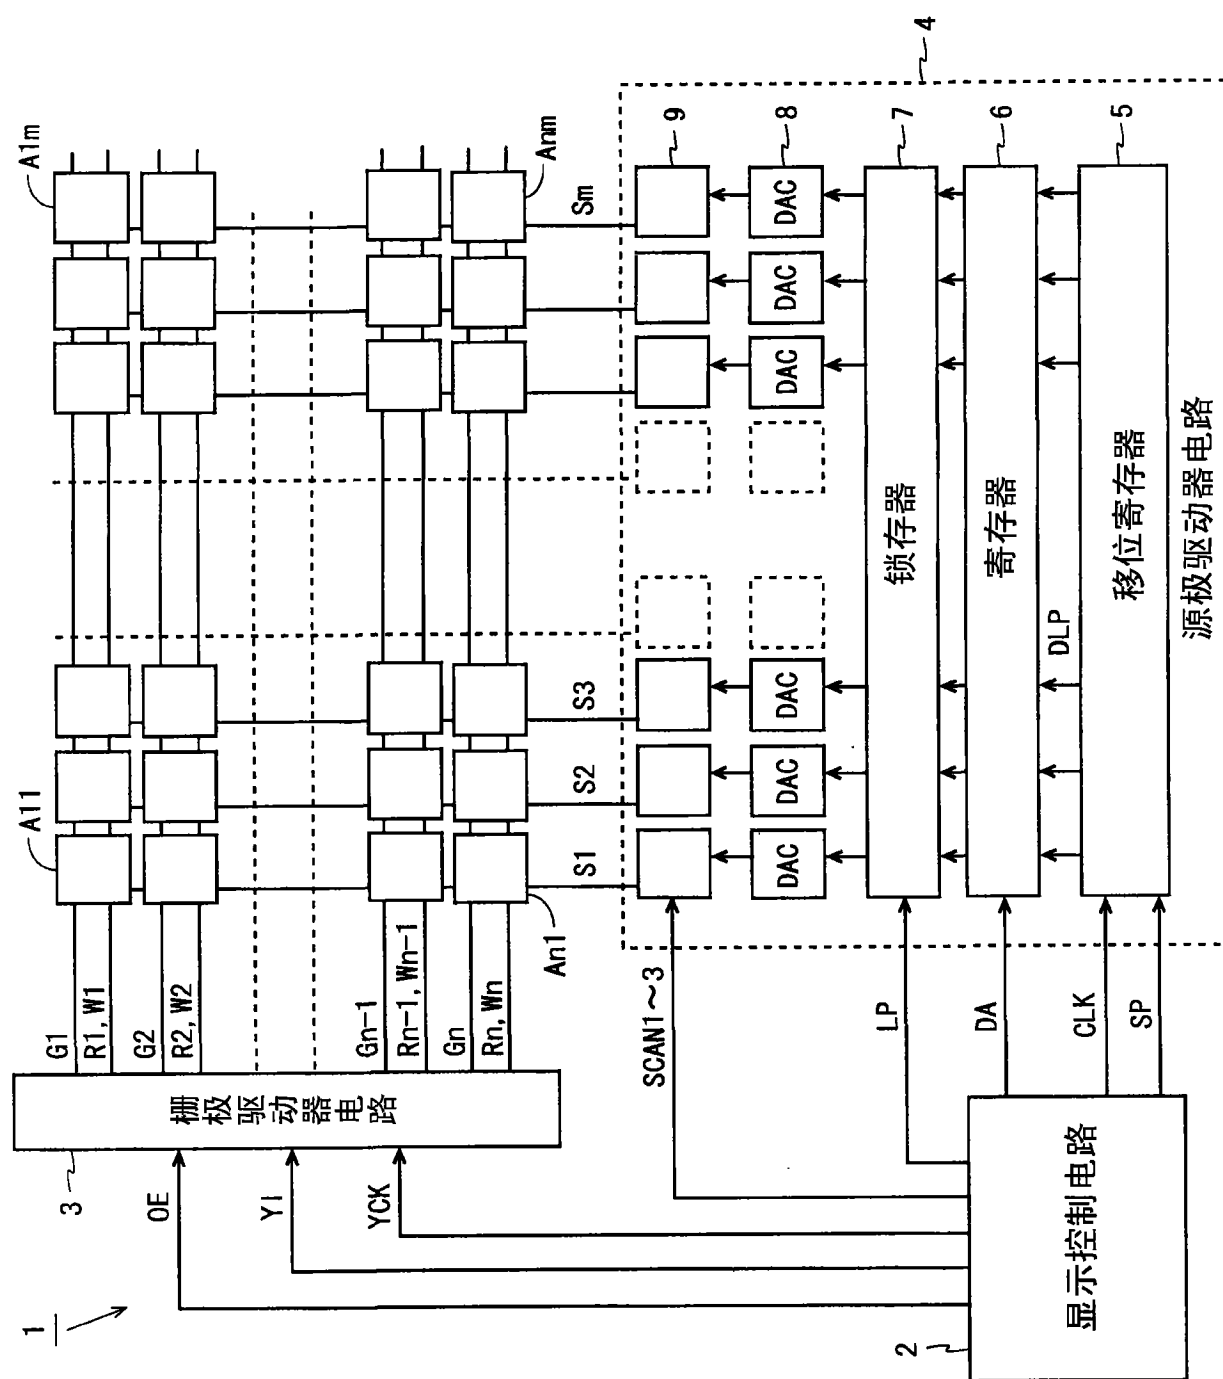 1
A11
A1m
G1
R1, W1
G2
R2, W2
Gn-1
Rn-1, Wn-1
Gn
Rn, Wn
An1
Anm
3
栅极驱动器电路
OE
YI
YCK
S1
S2
S3
Sm
4
SCAN1～3
9
DAC
DAC
DAC
DAC
DAC
DAC
8
LP
锁存器
7
DA
寄存器
6
DLP
CLK
SP
移位寄存器
5
源极驱动器电路
2
显示控制电路